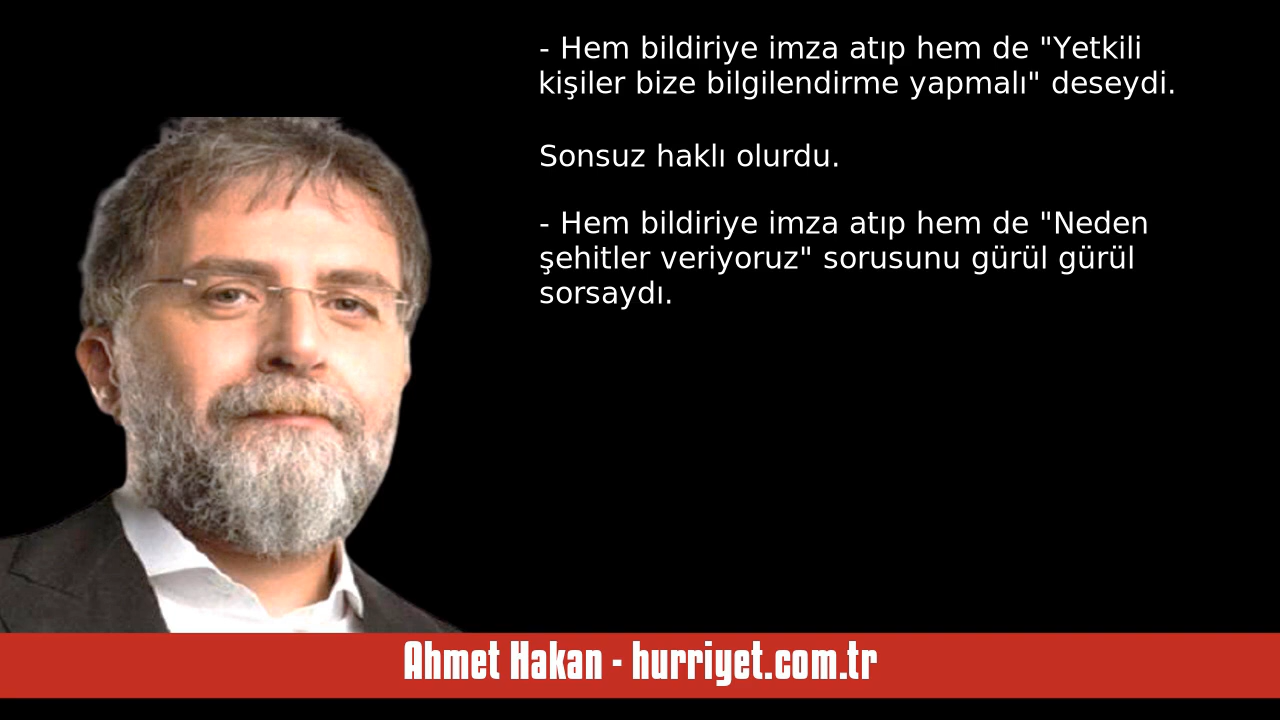 - Hem bildiriye imza atıp hem de "Yetkili
kişiler bize bilgilendirme yapmalı" deseydi.
Sonsuz haklı olurdu.
- Hem bildiriye imza atıp hem de "Neden
şehitler veriyoruz" sorusunu gürül gürül
sorsaydı.
Ahmet Hakan - hurriyet.com.tr